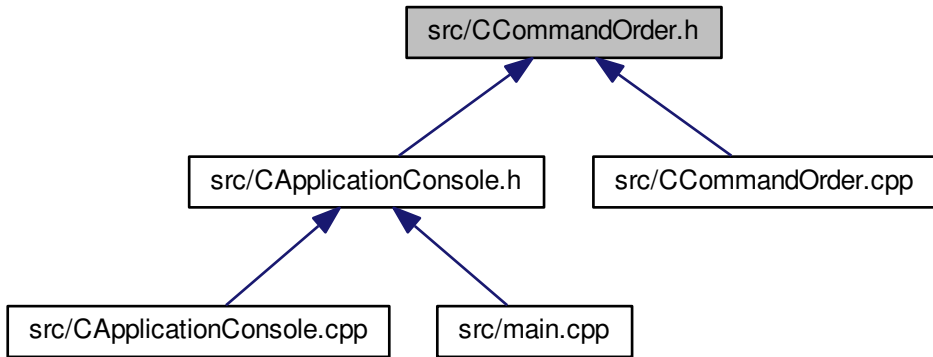 src/CCommandOrder.h
src/CApplicationConsole.h
src/CCommandOrder.cpp
src/CApplicationConsole.cpp
src/main.cpp